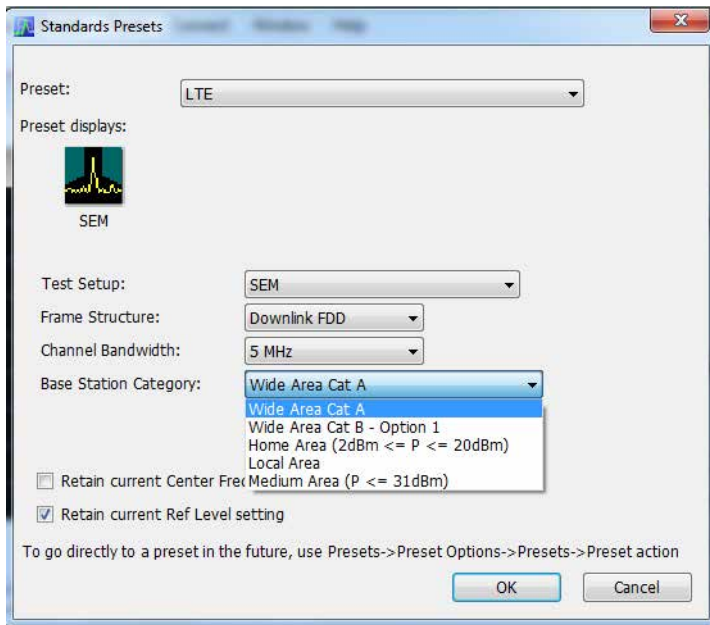 Standards Presets
Connect Window Help
Preset: LTE
Preset displays:
SEM
Test Setup: SEM
Frame Structure: Downlink FDD
Channel Bandwidth: 5 MHz
Base Station Category: Wide Area Cat A
Wide Area Cat A
Wide Area Cat B - Option 1
Home Area (2dBm <= P <= 20dBm)
Local Area
Medium Area (P <= 31dBm)
Retain current Center Fre
Retain current Ref Level setting
To go directly to a preset in the future, use Presets->Preset Options->Presets->Preset action
OK Cancel